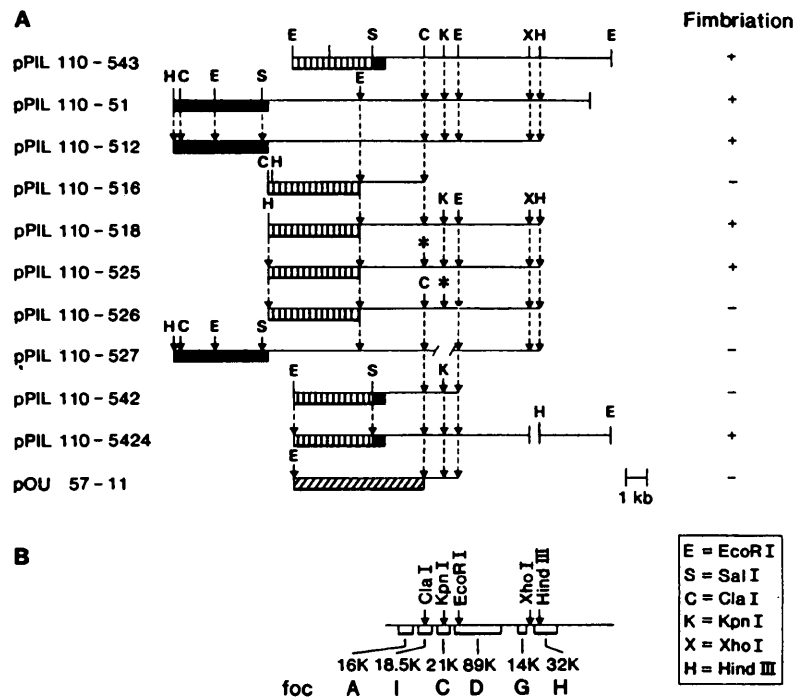 A
Fimbriation
E S C K E X H E
pPIL 110-543 +
H C E S E
pPIL 110-51 +
pPIL 110-512 +
C H
pPIL 110-516 -
H K E X H
pPIL 110-518 +
*
pPIL 110-525 +
C *
pPIL 110-526 -
H C E S
pPIL 110-527 -
E S K
pPIL 110-542 -
H E
pPIL 110-5424 +
E
pOU 57-11 -
1 kb
B
Cla I Kpn I EcoR I Xho I Hind III
16K 18.5K 21K 89K 14K 32K
foc A I C D G H
E = EcoR I
S = Sal I
C = Cla I
K = Kpn I
X = Xho I
H = Hind III